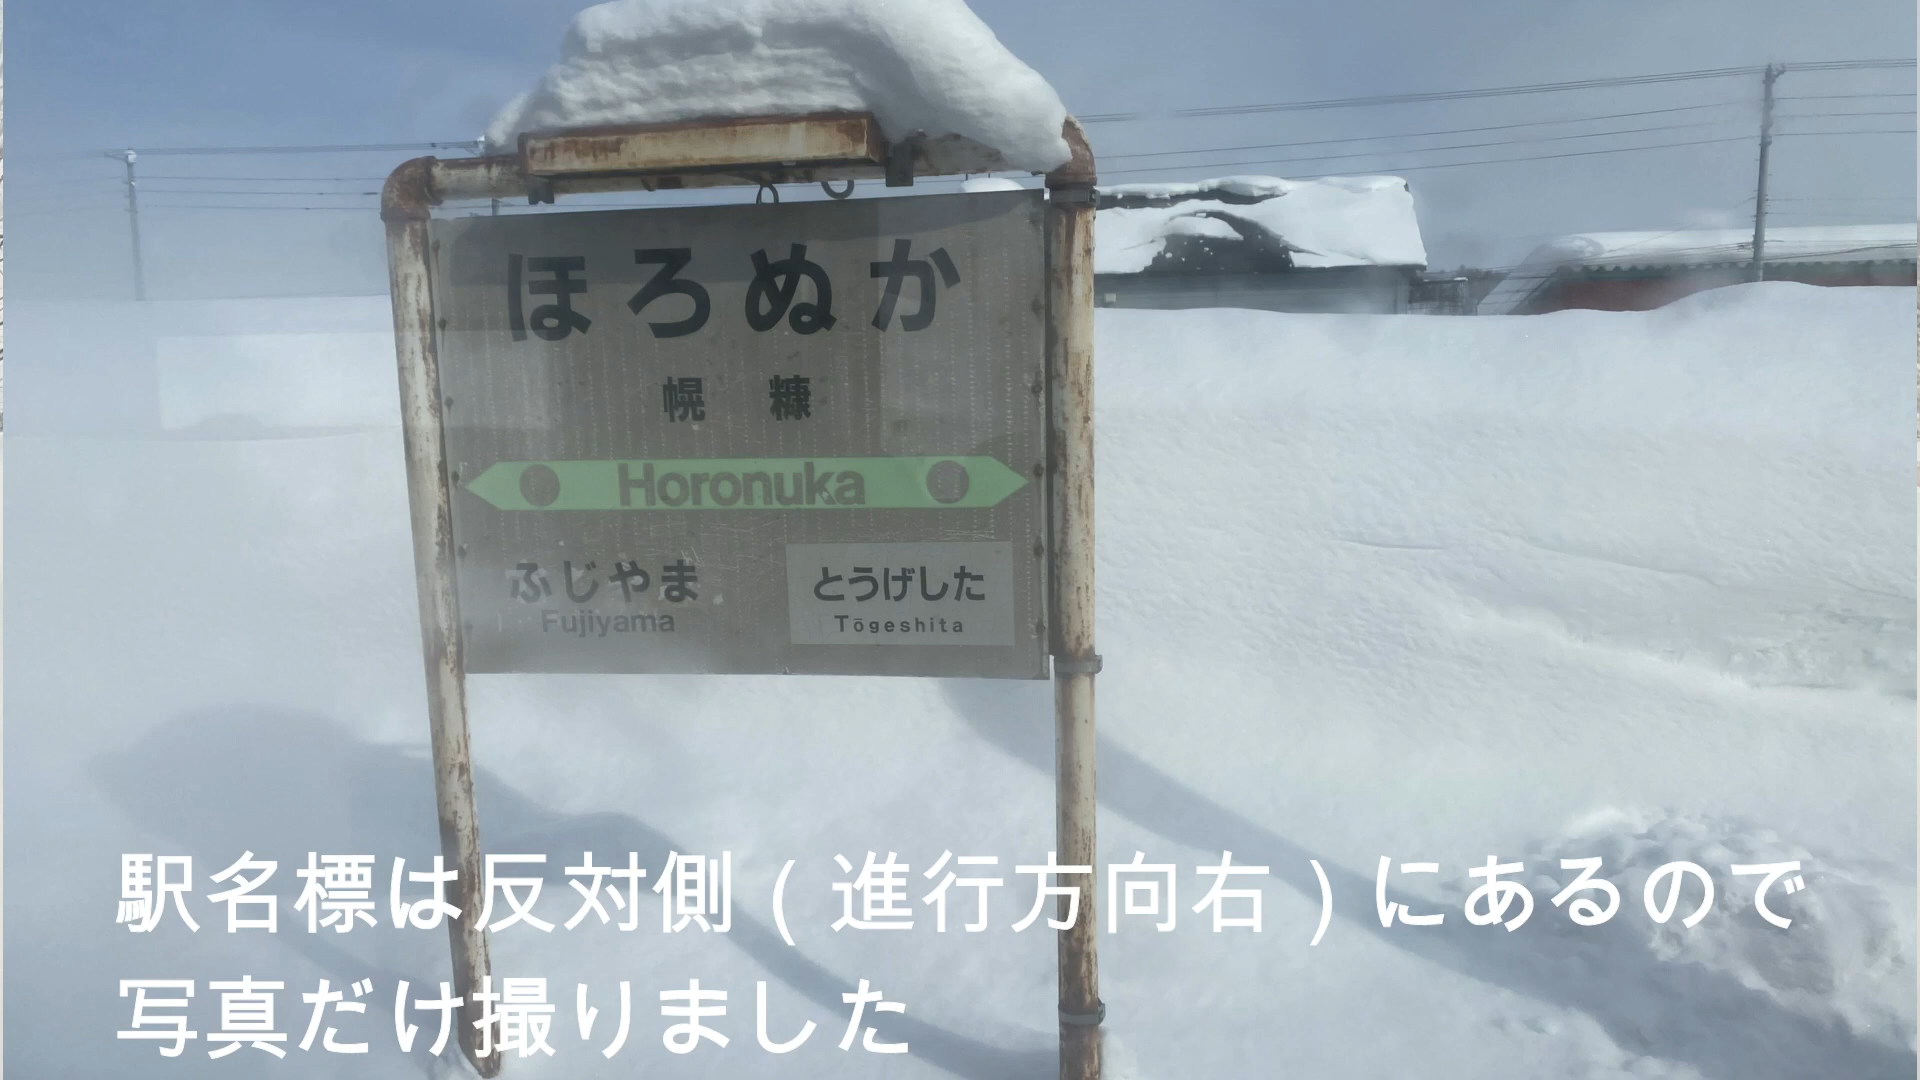 ほろぬか
幌糠
Horonuka
ふじやま
Fujiyama
とうげした
Tōgeshita
駅名標は反対側(進行方向右)にあるので
写真だけ撮りました